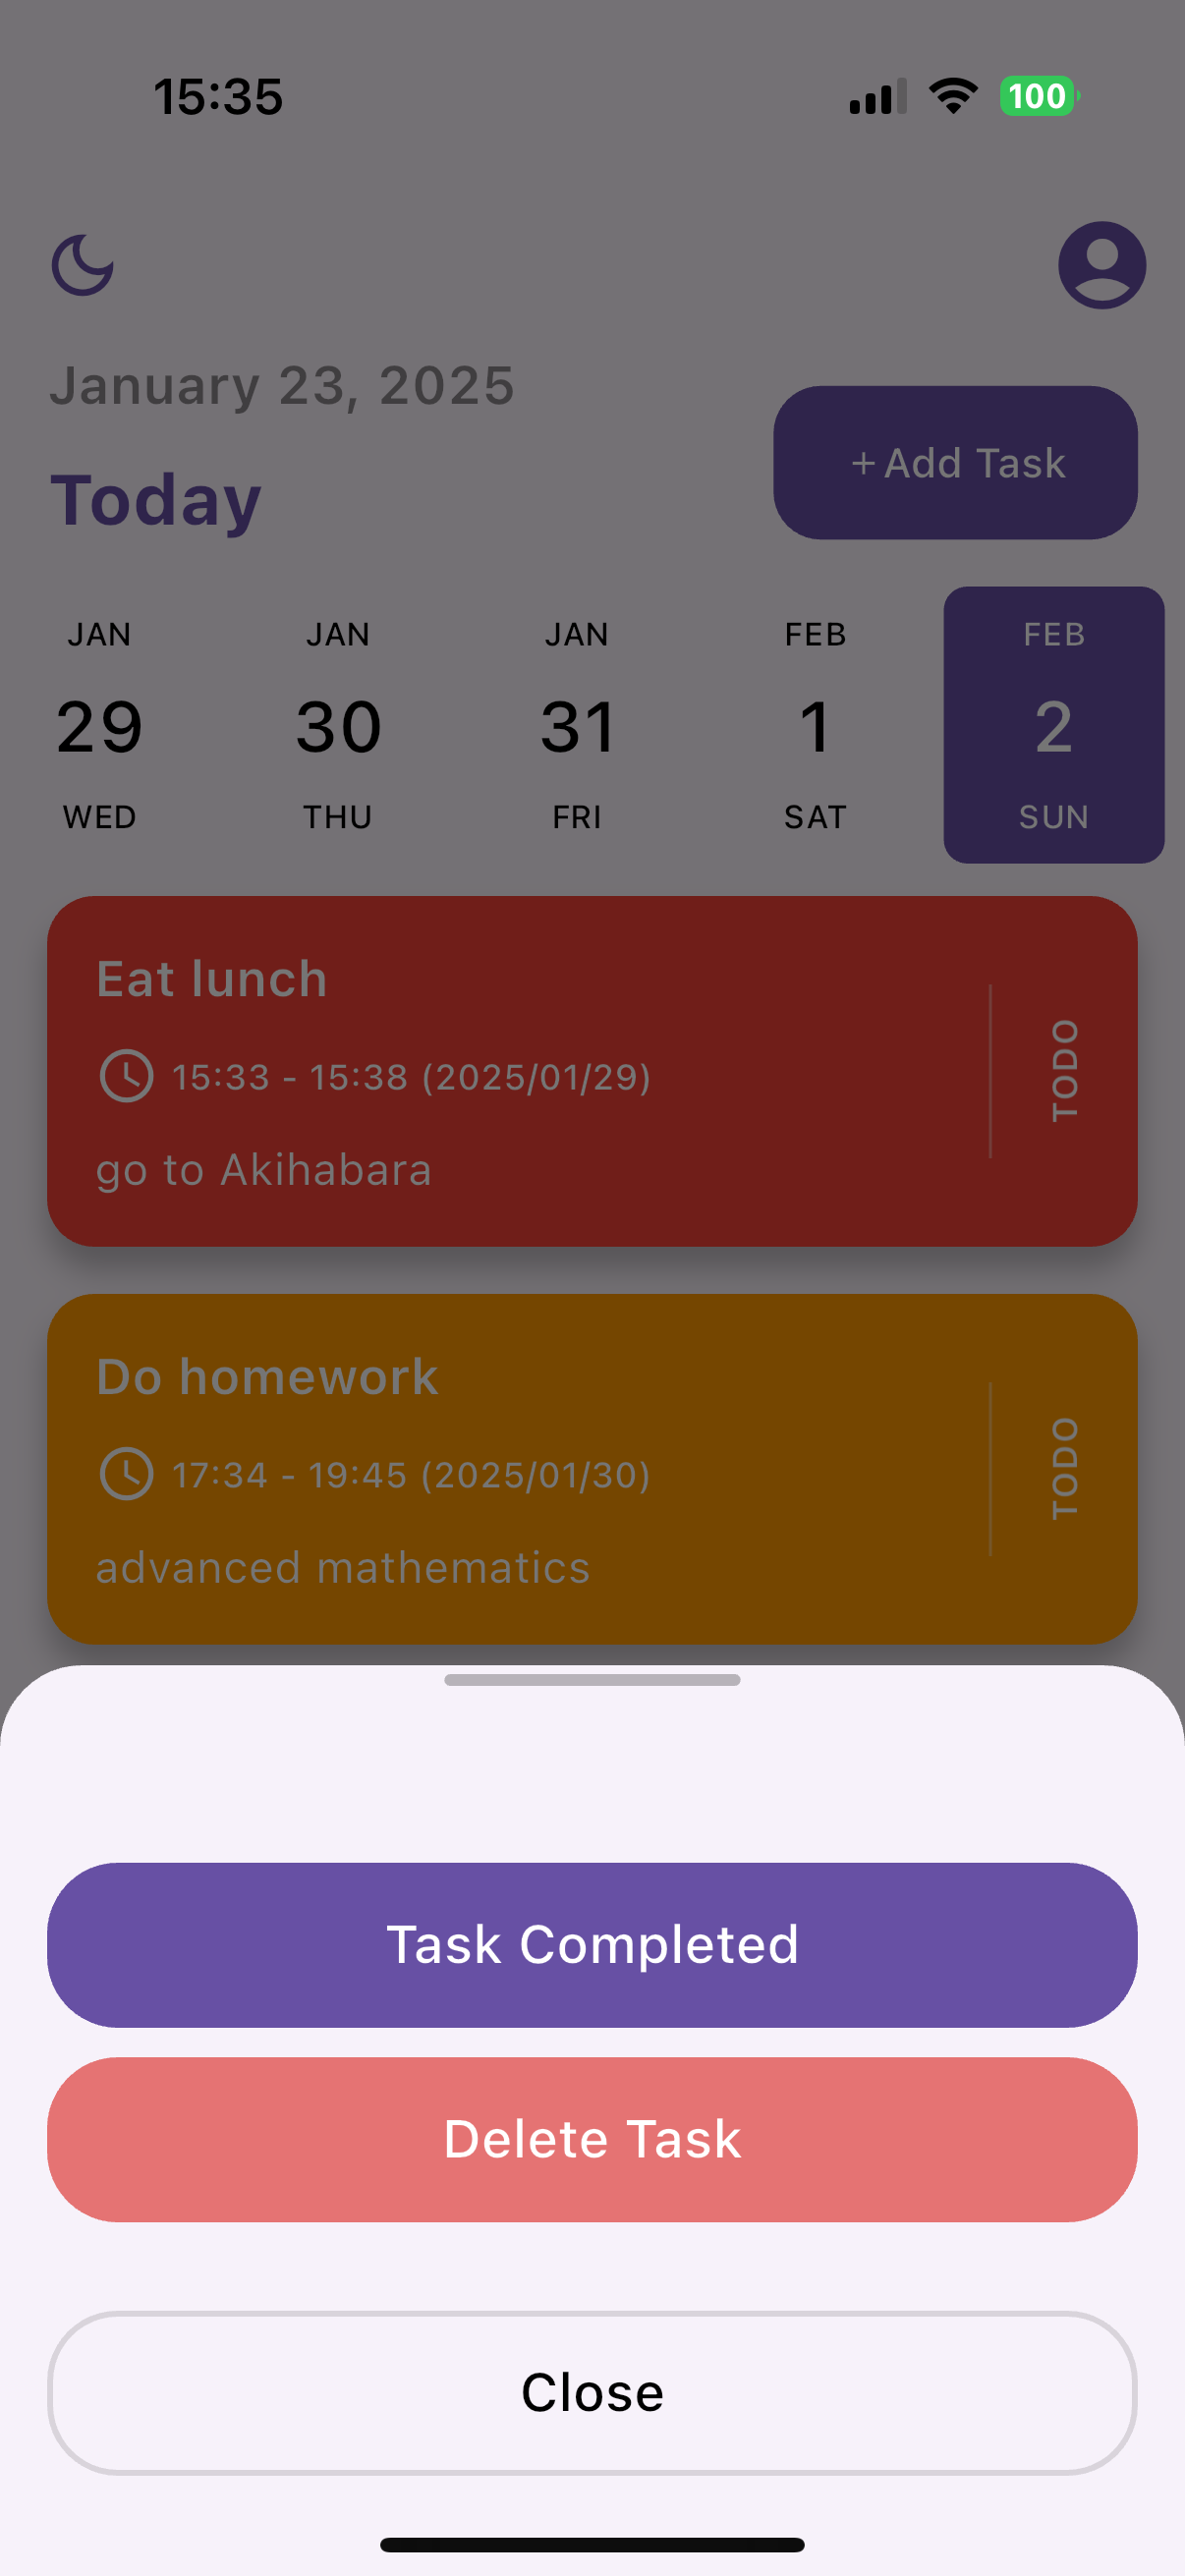 15:35
100
January 23, 2025
Today
+Add Task
JAN JAN JAN FEB FEB
29 30 31 1 2
WED THU FRI SAT SUN
Eat lunch
15:33 - 15:38 (2025/01/29)
go to Akihabara
TODO
Do homework
17:34 - 19:45 (2025/01/30)
advanced mathematics
TODO
Task Completed
Delete Task
Close